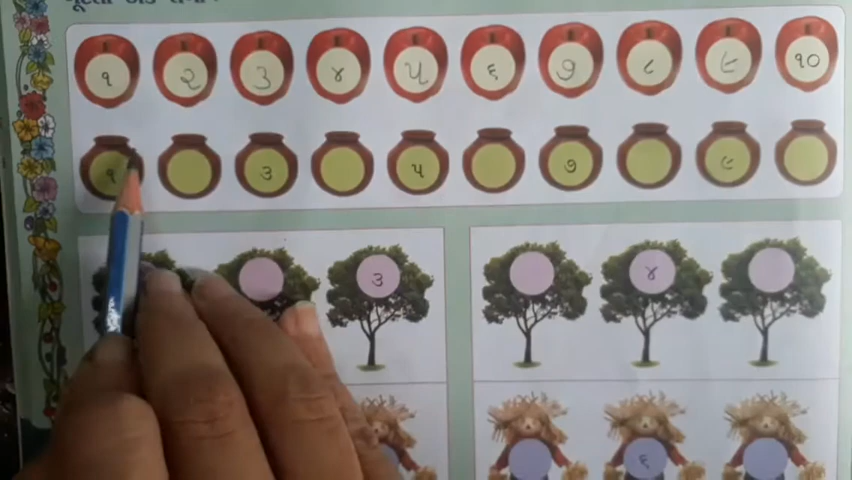 ૧ ૨ ૩ ૪ ૫ ૬ ૭ ૮ ૯ ૧૦
૧ ૩ ૫ ૭ ૯
૩ ૪
૬